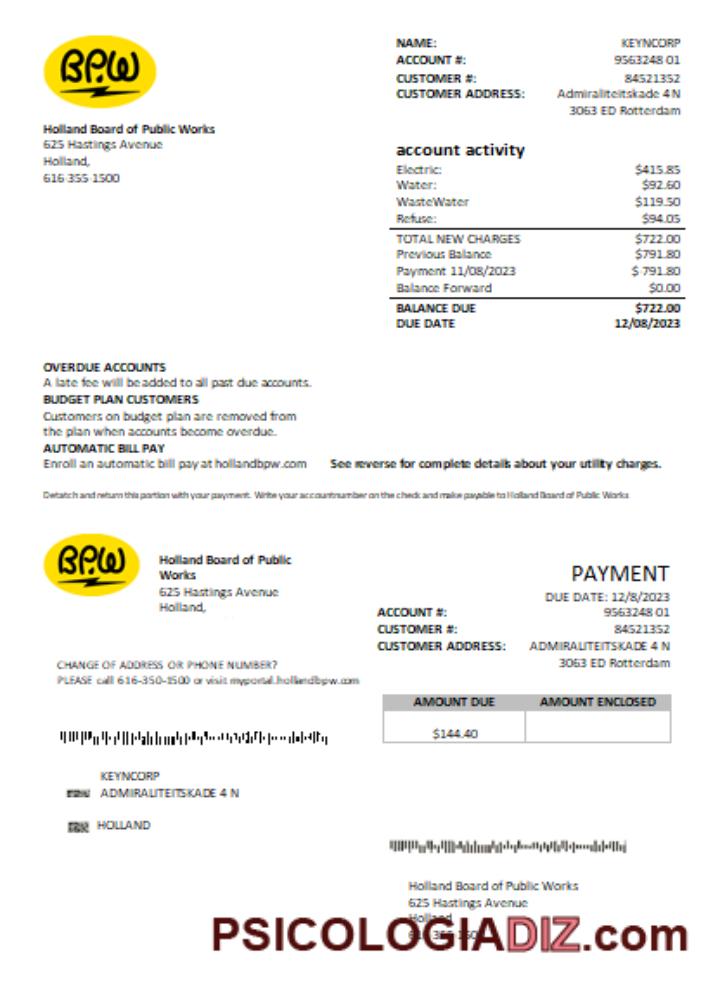 BPW
Holland Board of Public Works
625 Hastings Avenue
Holland,
616 355 1500
NAME: KEYNCORP
ACCOUNT #: 9563248 01
CUSTOMER #: 84521352
CUSTOMER ADDRESS: Admiraliteitskade 4 N
3063 ED Rotterdam
account activity
Electric: $415.85
Water: $92.60
WasteWater $119.50
Refuse: $94.05
TOTAL NEW CHARGES $722.00
Previous Balance $791.80
Payment 11/08/2023 $ 791.80
Balance Forward $0.00
BALANCE DUE $722.00
DUE DATE 12/08/2023
OVERDUE ACCOUNTS
A late fee will be added to all past due accounts.
BUDGET PLAN CUSTOMERS
Customers on budget plan are removed from
the plan when accounts become overdue.
AUTOMATIC BILL PAY
Enroll an automatic bill pay at hollandbpw.com See reverse for complete details about your utility charges.
Detatch and return this portion with your payment. Write your accountnumber on the check and make payable to Holland Board of Public Works
BPW
Holland Board of Public
Works
625 Hastings Avenue
Holland,
PAYMENT
DUE DATE: 12/8/2023
ACCOUNT #: 9563248 01
CUSTOMER #: 84521352
CUSTOMER ADDRESS: ADMIRALITEITSKADE 4 N
3063 ED Rotterdam
CHANGE OF ADDRESS OR PHONE NUMBER?
PLEASE call 616-350-1500 or visit myportal.hollandbpw.com
AMOUNT DUE AMOUNT ENCLOSED
$144.40
KEYNCORP
ADMIRALITEITSKADE 4 N
HOLLAND
Holland Board of Public Works
625 Hastings Avenue
Holland
PSICOLOGIADIZ.com